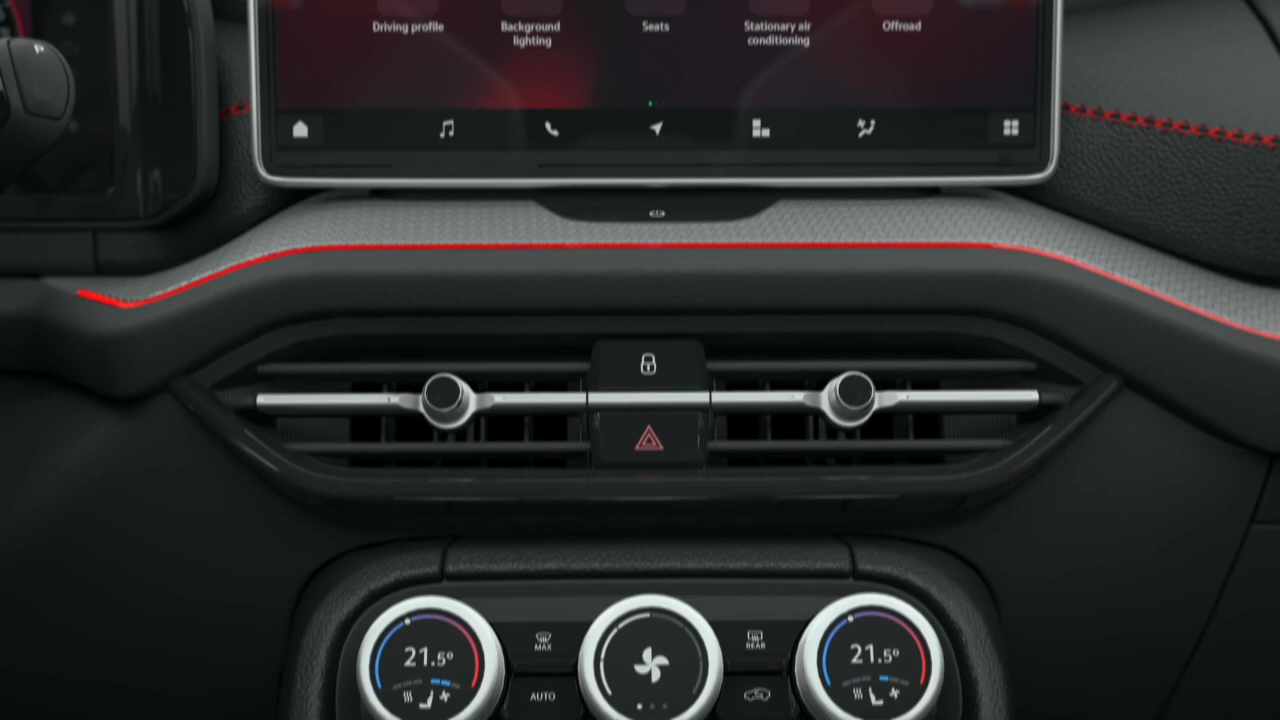 Driving profile
Background
lighting
Seats
Stationary air
conditioning
Offroad
MAX
REAR
21.5°
21.5°
AUTO